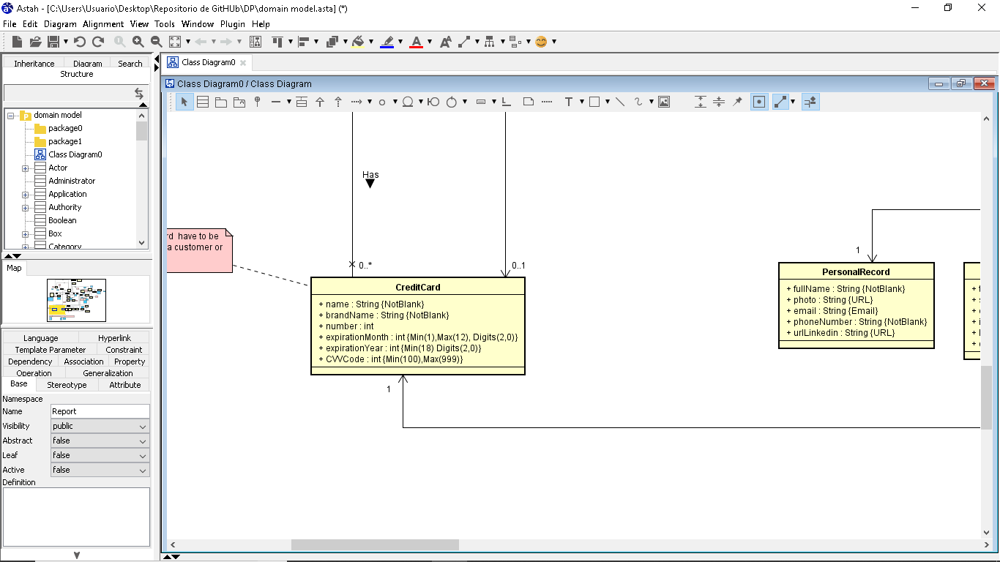 Astah - [C:\Users\Usuario\Desktop\Repositorio de GitHUb\DP\domain model.asta] (*)
File Edit Diagram Alignment View Tools Window Plugin Help
Inheritance Diagram Search
Structure
domain model
package0
package1
Class Diagram0
Actor
Administrator
Application
Authority
Boolean
Box
Category
Map
Language Hyperlink
Template Parameter Constraint
Dependency Association Property
Operation Generalization
Base Stereotype Attribute
Namespace
Name Report
Visibility public
Abstract false
Leaf false
Active false
Definition
Class Diagram0
Class Diagram0 / Class Diagram
T
Has
rd have to be
a customer or
0..*
0..1
CreditCard
+ name : String {NotBlank}
+ brandName : String {NotBlank}
+ number : int
+ expirationMonth : int {Min(1),Max(12), Digits(2,0)}
+ expirationYear : int {Min(18) Digits(2,0)}
+ CVVCode : int {Min(100),Max(999)}
1
1
PersonalRecord
+ fullName : String {NotBlank}
+ photo : String {URL}
+ email : String {Email}
+ phoneNumber : String {NotBlank}
+ urlLinkedin : String {URL}